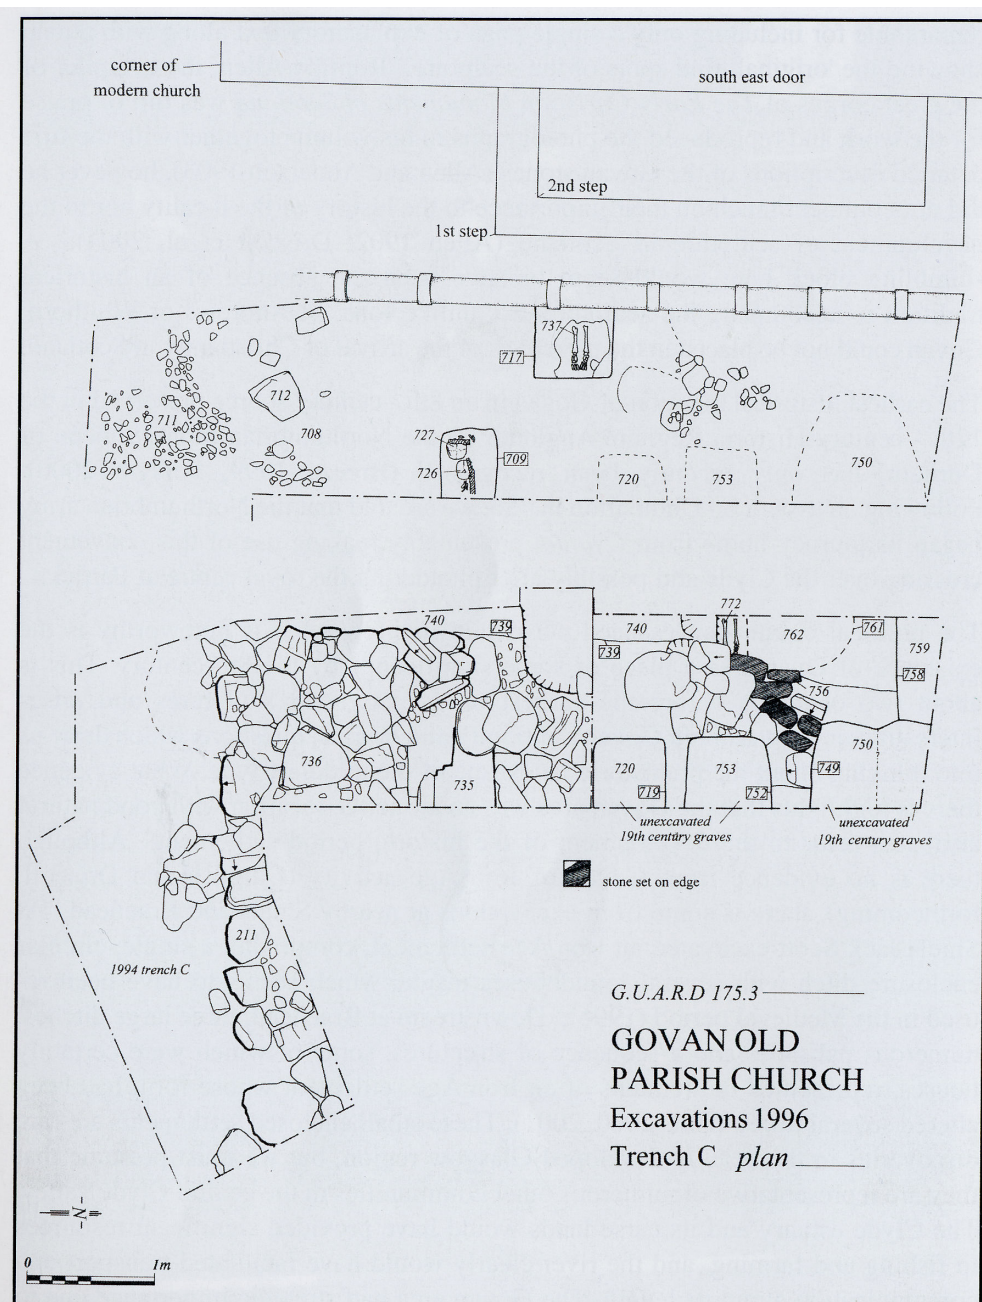 corner of
modern church
south east door
2nd step
1st step
737
717
712
711
708
727
726
709
720
753
750
772
740
739
740
739
762
761
759
758
756
736
735
720
719
753
752
749
750
unexcavated
19th century graves
unexcavated
19th century graves
stone set on edge
211
1994 trench C
G.U.A.R.D 175.3
GOVAN OLD
PARISH CHURCH
Excavations 1996
Trench C plan
N
0 1m